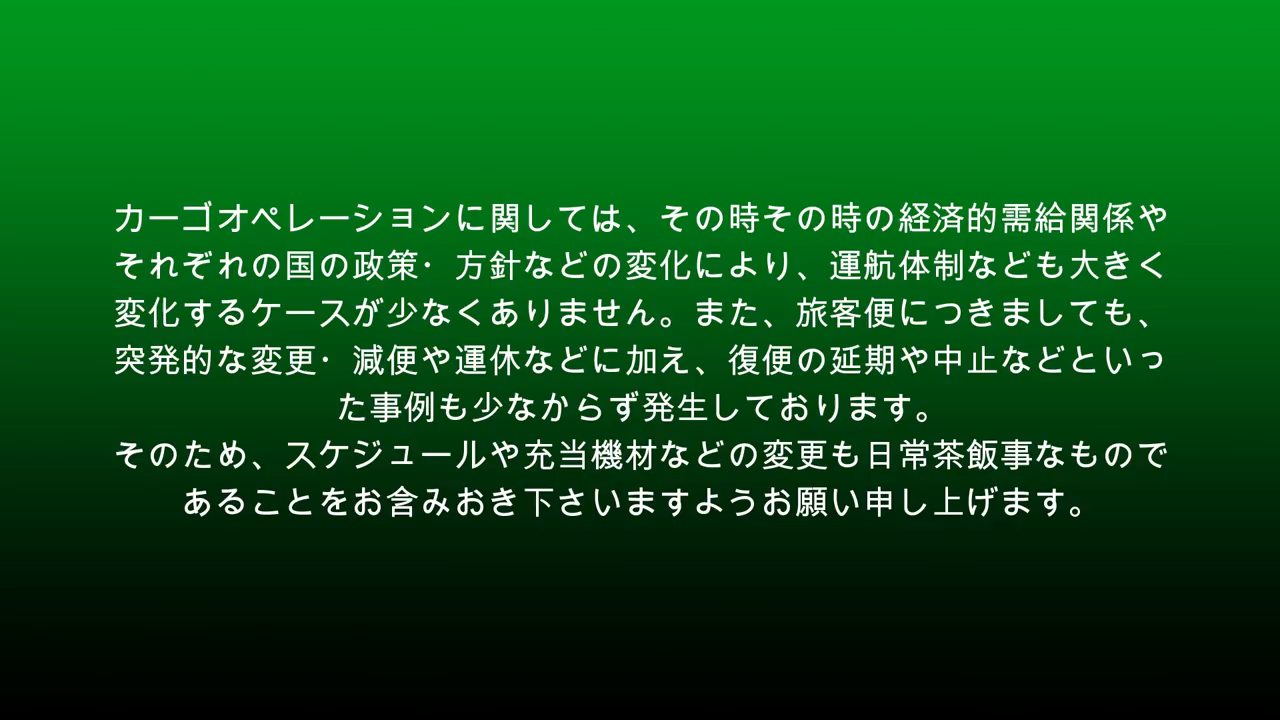 カーゴオペレーションに関しては、その時その時の経済的需給関係や
それぞれの国の政策・方針などの変化により、運航体制なども大きく
変化するケースが少なくありません。また、旅客便につきましても、
突発的な変更・減便や運休などに加え、復便の延期や中止などといっ
た事例も少なからず発生しております。
そのため、スケジュールや充当機材などの変更も日常茶飯事なもので
あることをお含みおき下さいますようお願い申し上げます。